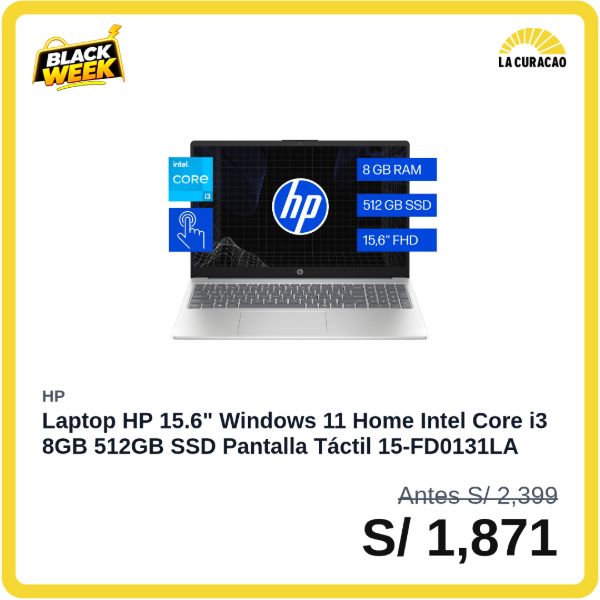 BLACK
WEEK
LA CURACAO
intel.
CORE
i3
hp
8 GB RAM
512 GB SSD
15,6" FHD
HP
Laptop HP 15.6" Windows 11 Home Intel Core i3
8GB 512GB SSD Pantalla Táctil 15-FD0131LA
Antes S/ 2,399
S/ 1,871